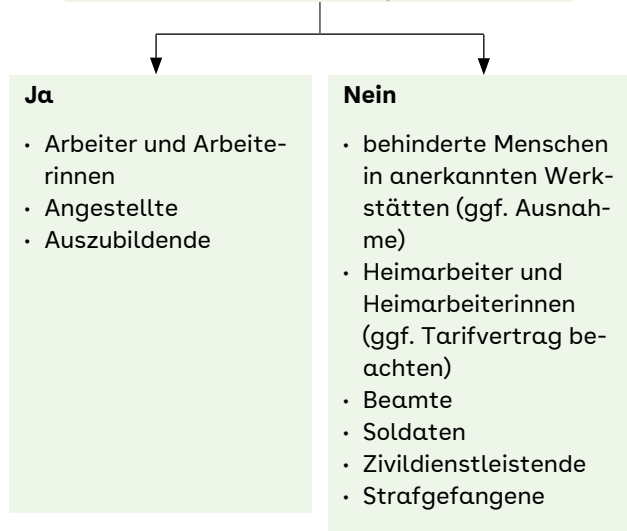 Ja
· Arbeiter und Arbeite-
rinnen
· Angestellte
· Auszubildende
Nein
· behinderte Menschen
in anerkannten Werk-
stätten (ggf. Ausnah-
me)
· Heimarbeiter und
Heimarbeiterinnen
(ggf. Tarifvertrag be-
achten)
· Beamte
· Soldaten
· Zivildienstleistende
· Strafgefangene